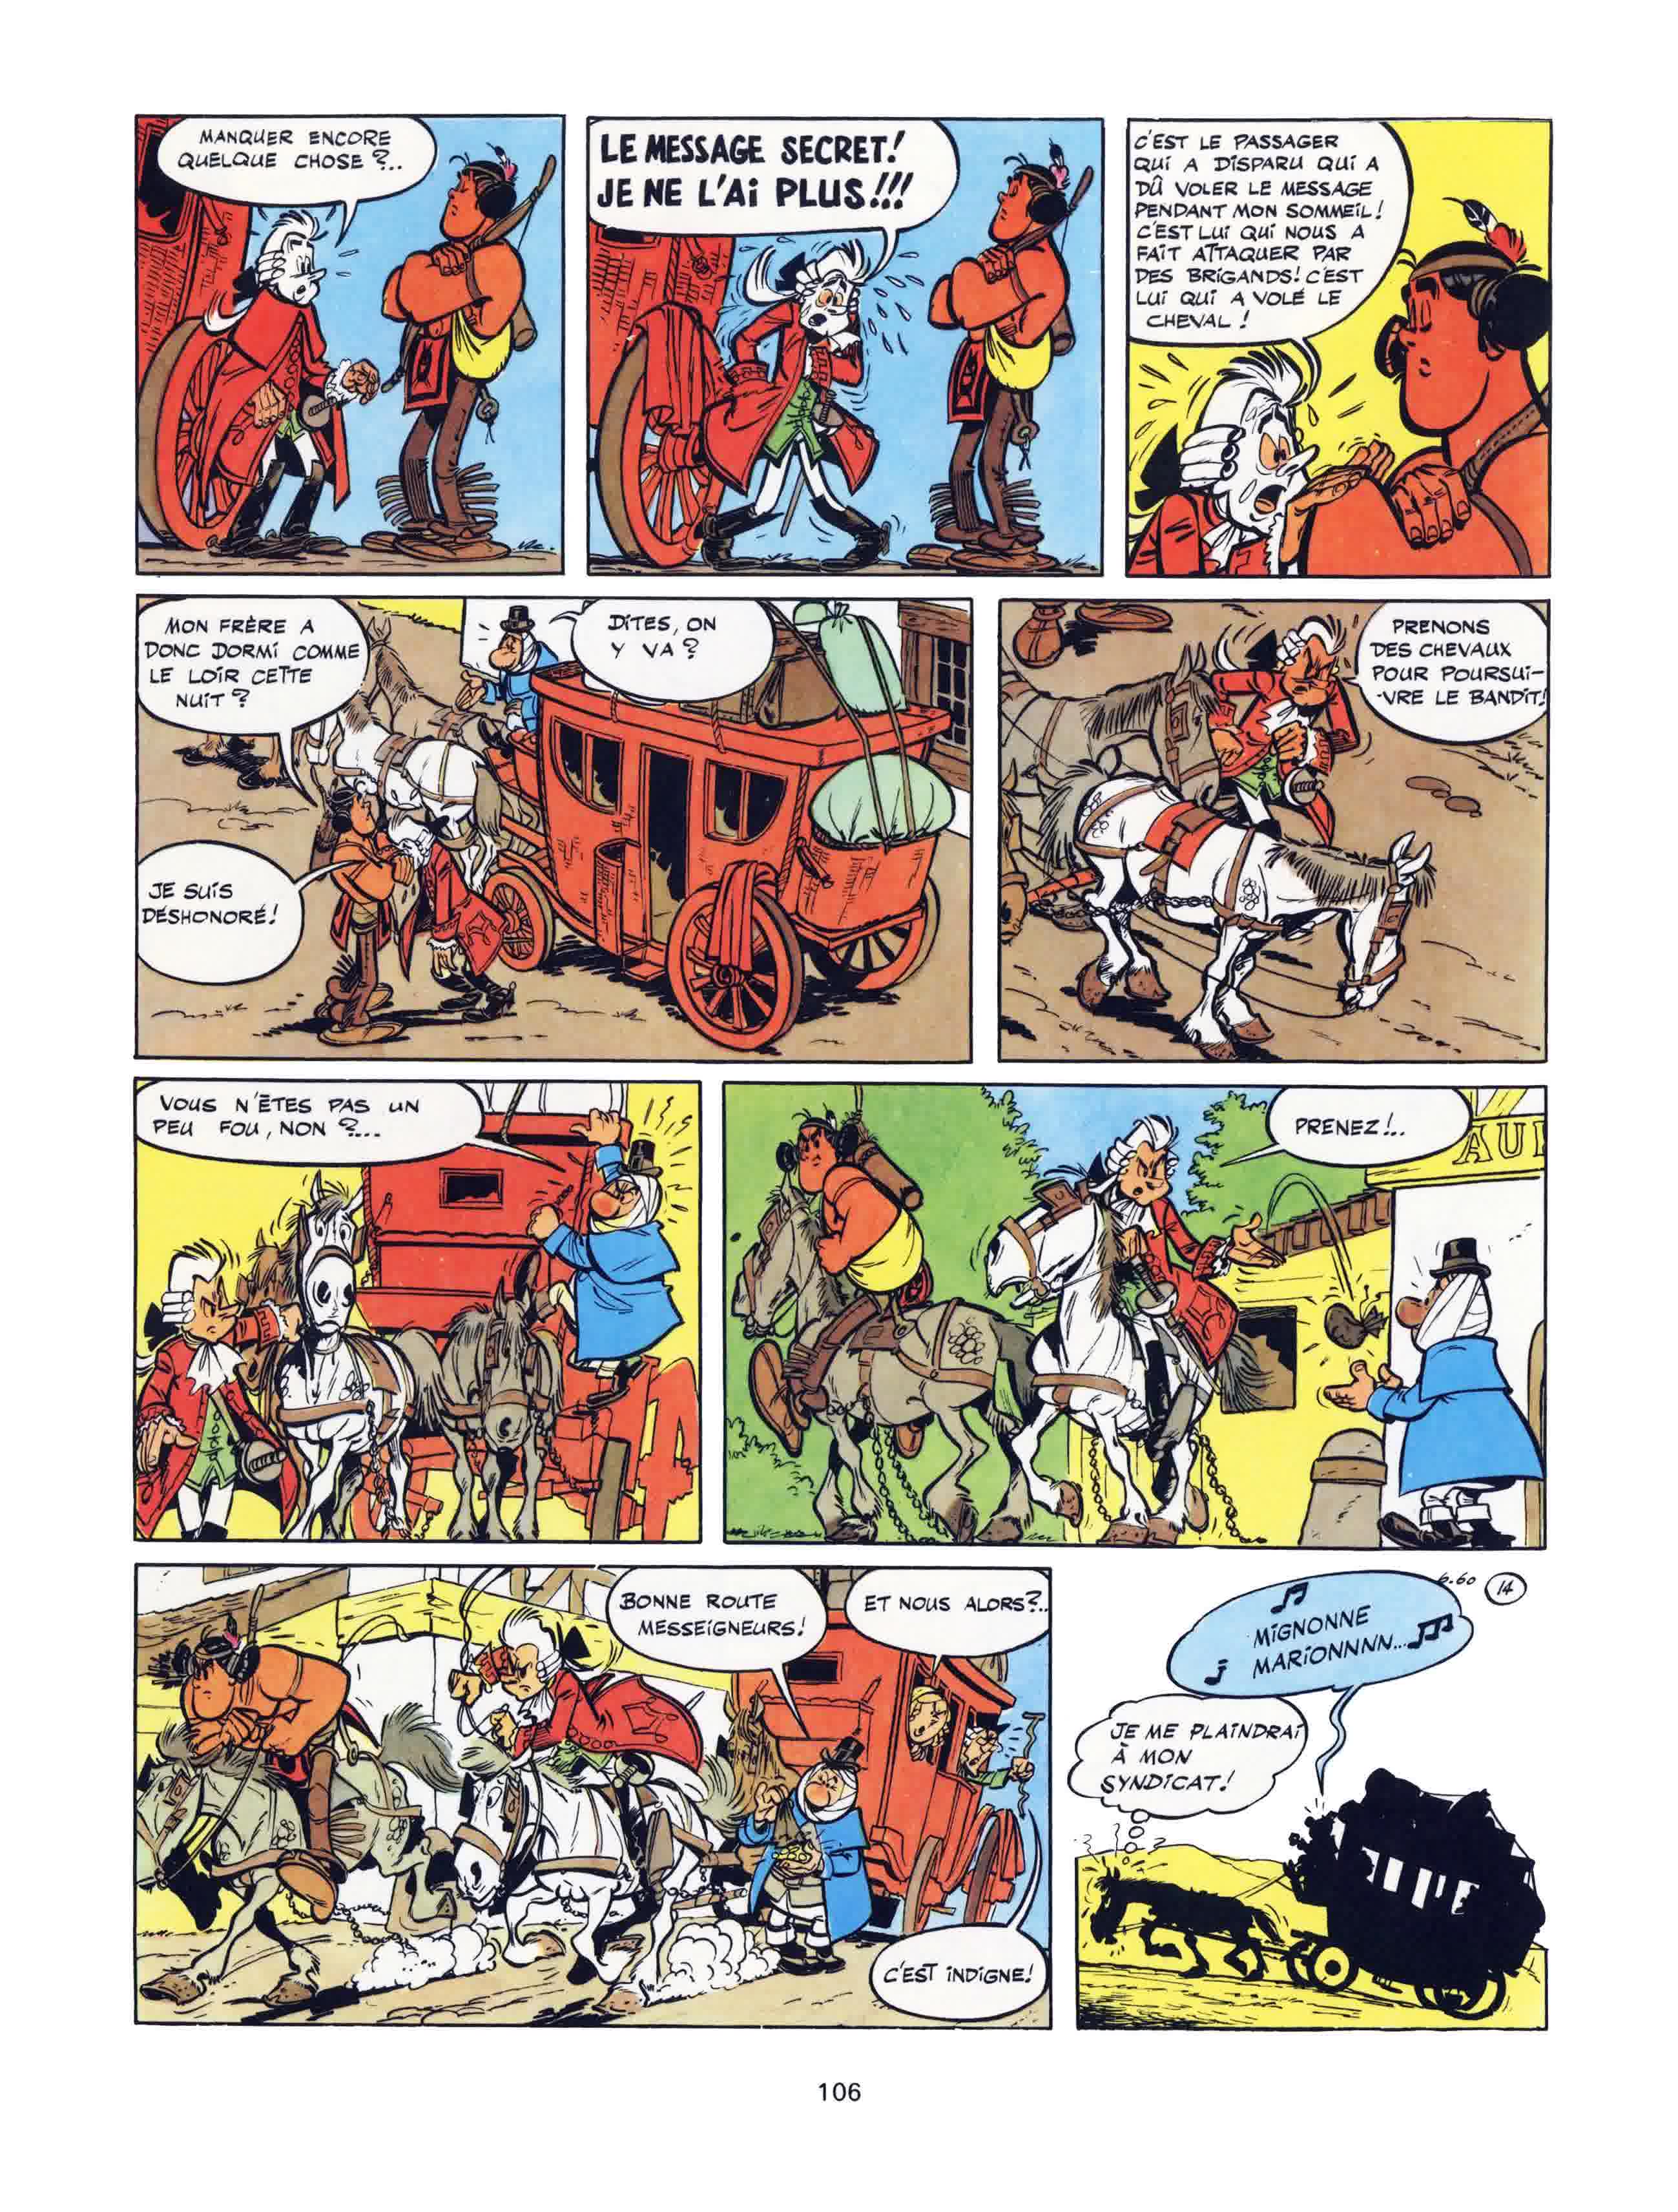 MANQUER ENCORE
QUELQUE CHOSE ?..
LE MESSAGE SECRET!
JE NE L'AI PLUS!!!
C'EST LE PASSAGER
QUI A DISPARU QUI A
DÛ VOLER LE MESSAGE
PENDANT MON SOMMEIL!
C'EST LUI QUI NOUS A
FAIT ATTAQUER PAR
DES BRIGANDS! C'EST
LUI QUI A VOLÉ LE
CHEVAL !
MON FRÈRE A
DONC DORMI COMME
LE LOIR CETTE
NUIT ?
DITES, ON
Y VA ?
JE SUIS
DÉSHONORÉ!
PRENONS
DES CHEVAUX
POUR POURSUI-
-VRE LE BANDIT!
VOUS N'ÊTES PAS UN
PEU FOU, NON ?...
PRENEZ!..
AUI
BONNE ROUTE
MESSEIGNEURS!
ET NOUS ALORS?..
C'EST INDIGNE!
6.60 14
MIGNONNE
MARIONNNN...
JE ME PLAINDRAI
À MON
SYNDICAT!
106